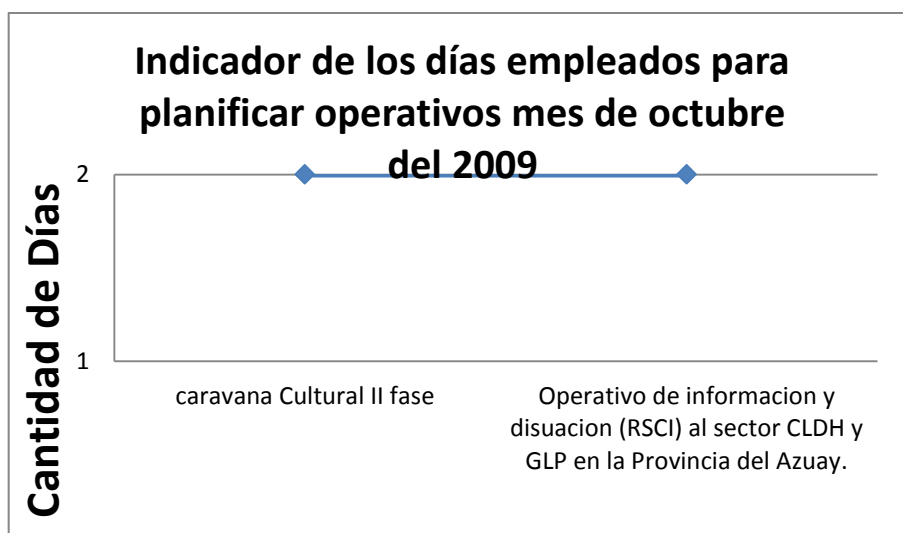 Indicador de los días empleados para
planificar operativos mes de octubre
del 2009
Cantidad de Días
2
1
caravana Cultural II fase
Operativo de informacion y
disuacion (RSCI) al sector CLDH y
GLP en la Provincia del Azuay.